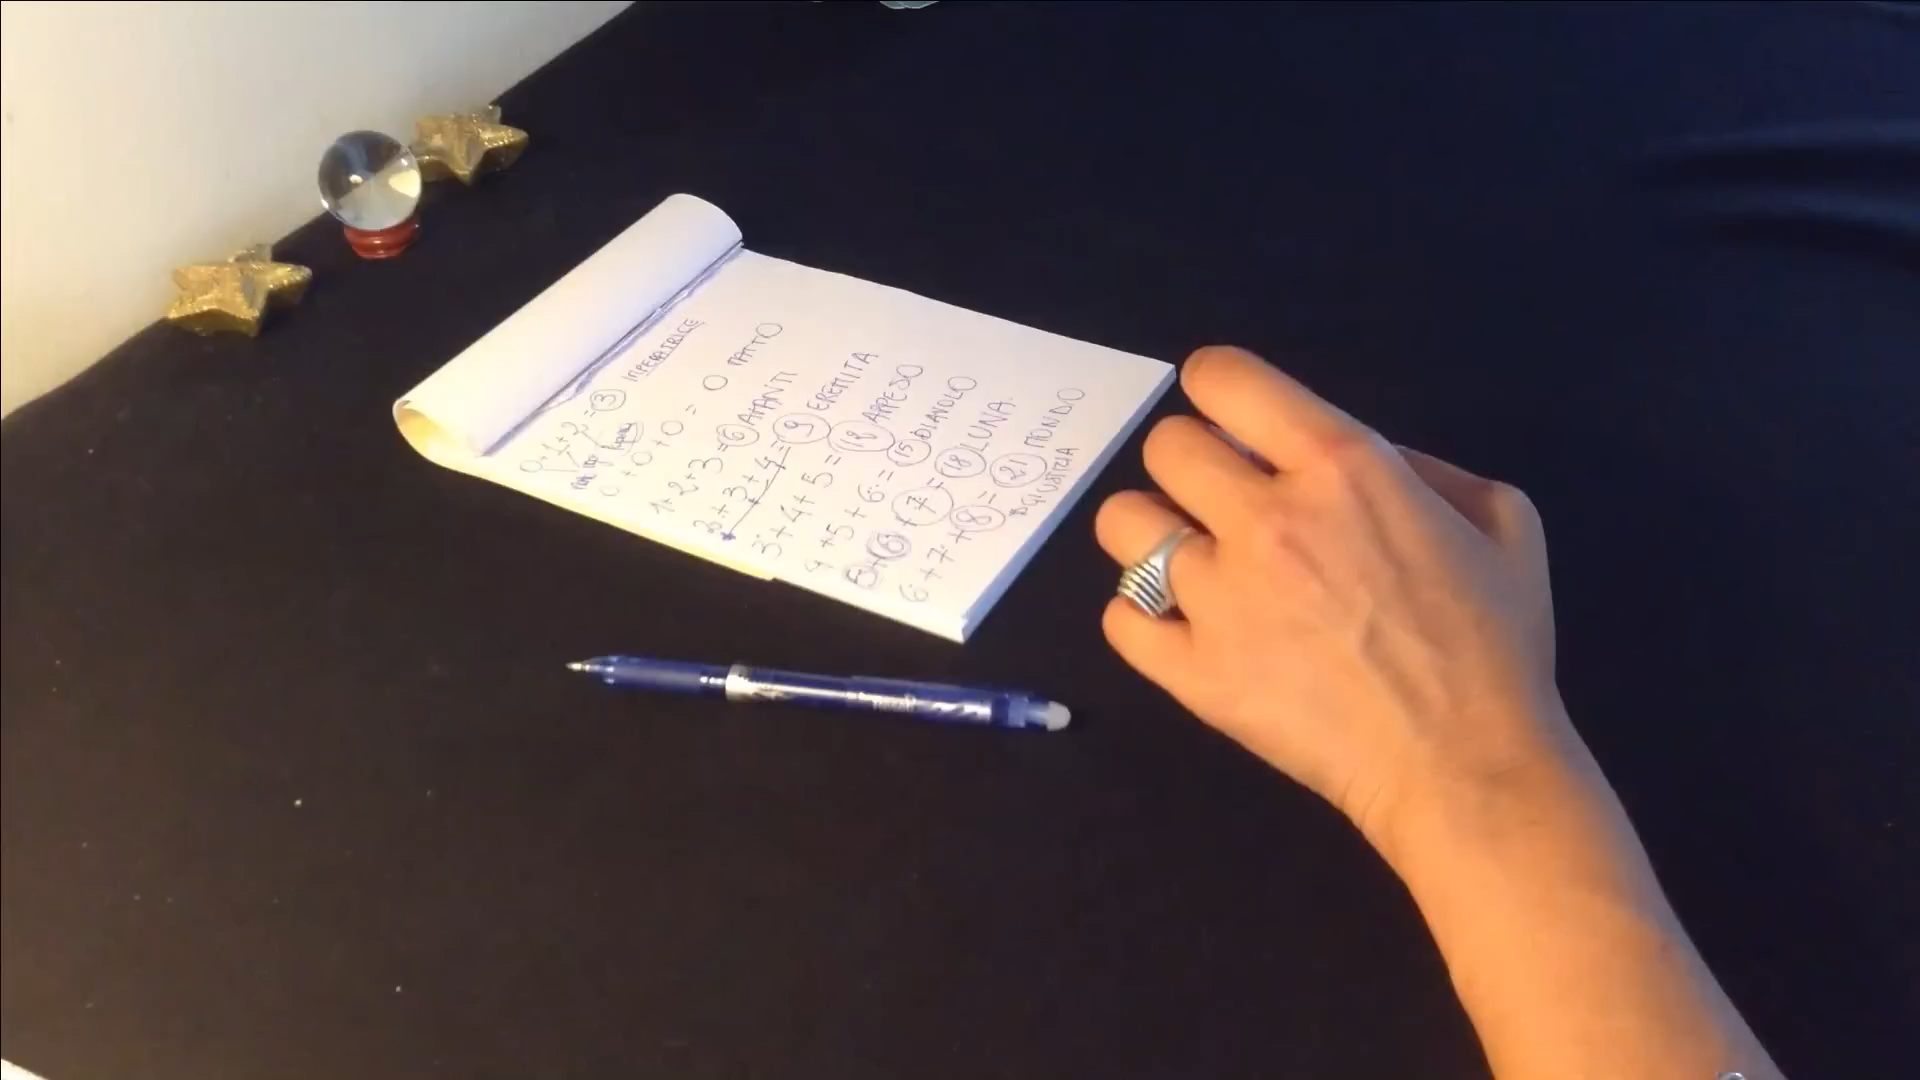 0+1+2=3 IMPERATRICE
0+0+0=0 MATTO
1+2+3=6 AMANTI
2+3+4=9 EREMITA
3+4+5=12 APPESO
4+5+6=15 DIAVOLO
5+6+7=18 LUNA
6+7+8=21 MONDO
GIUSTIZIA